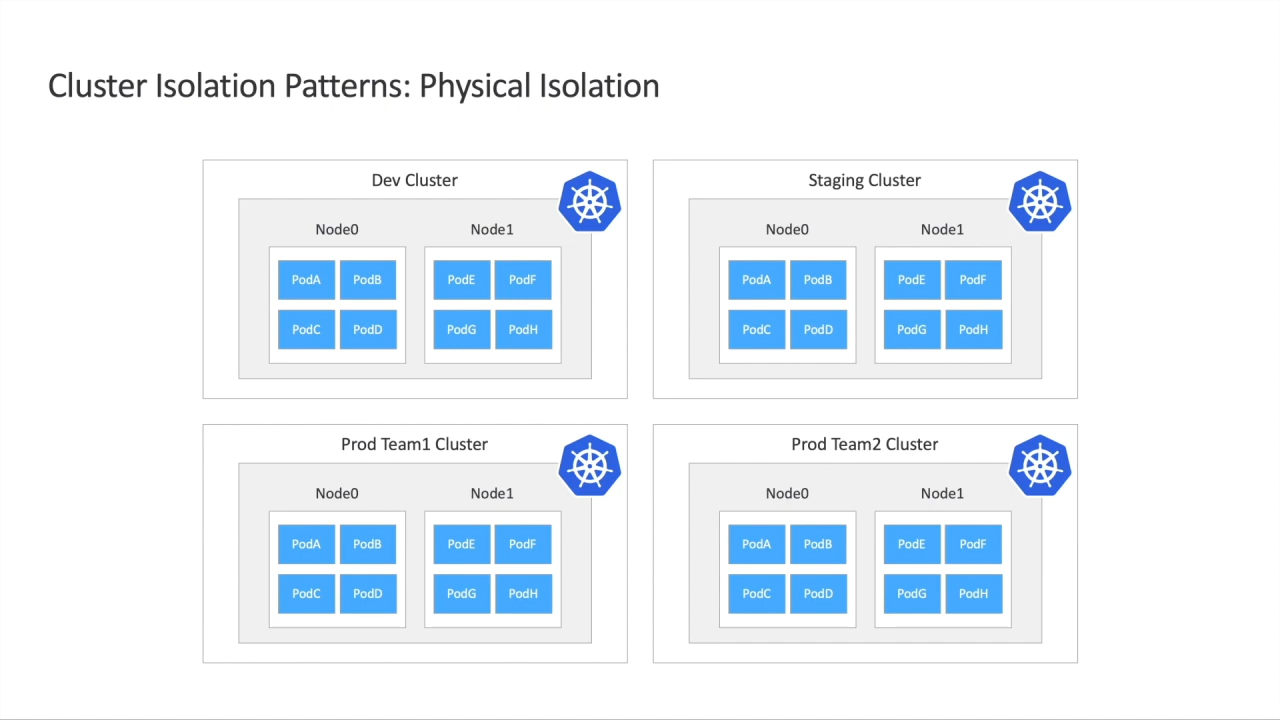 Cluster Isolation Patterns: Physical Isolation
Dev Cluster
Node0
PodA PodB
PodC PodD
Node1
PodE PodF
PodG PodH
Staging Cluster
Node0
PodA PodB
PodC PodD
Node1
PodE PodF
PodG PodH
Prod Team1 Cluster
Node0
PodA PodB
PodC PodD
Node1
PodE PodF
PodG PodH
Prod Team2 Cluster
Node0
PodA PodB
PodC PodD
Node1
PodE PodF
PodG PodH